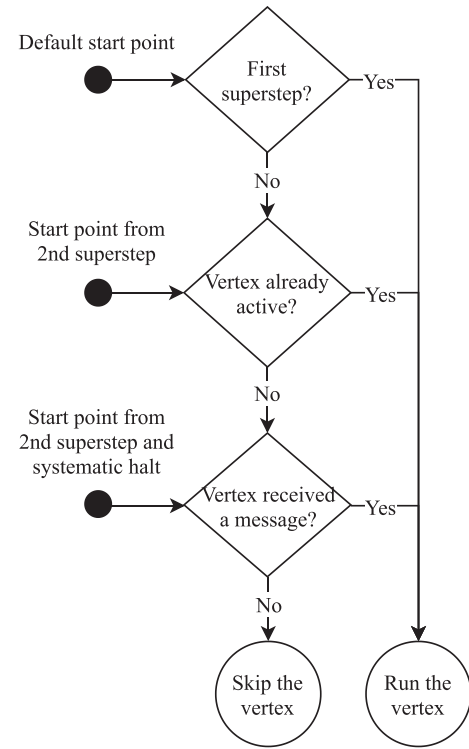 Default start point
First
superstep?
Yes
No
Start point from
2nd superstep
Vertex already
active?
Yes
No
Start point from
2nd superstep and
systematic halt
Vertex received
a message?
Yes
No
Skip the
vertex
Run the
vertex